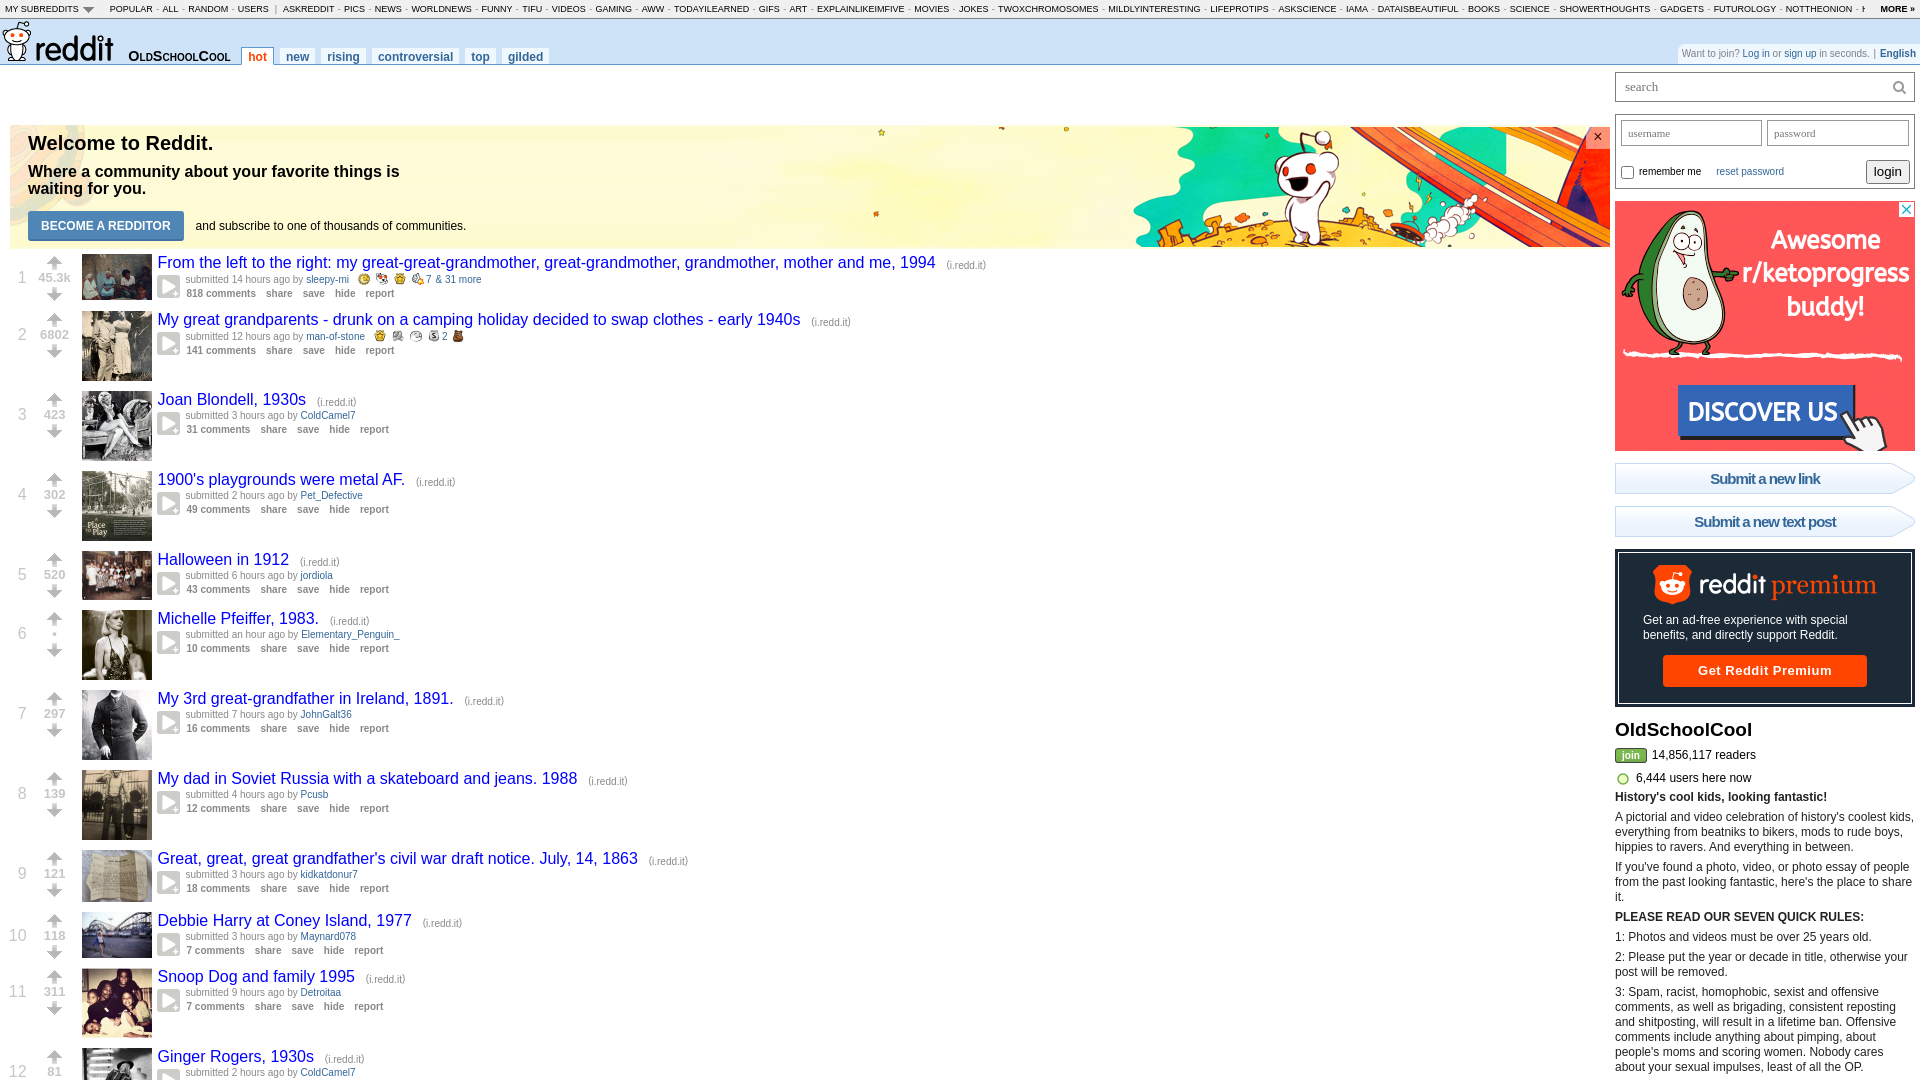 MY SUBREDDITS POPULAR - ALL - RANDOM - USERS | ASKREDDIT - PICS - NEWS - WORLDNEWS - FUNNY - TIFU - VIDEOS - GAMING - AWW - TODAYILEARNED - GIFS - ART - EXPLAINLIKEIMFIVE - MOVIES - JOKES - TWOXCHROMOSOMES - MILDLYINTERESTING - LIFEPROTIPS - ASKSCIENCE - IAMA - DATAISBEAUTIFUL - BOOKS - SCIENCE - SHOWERTHOUGHTS - GADGETS - FUTUROLOGY - NOTTHEONION - MORE »
reddit OLDSCHOOLCOOL hot new rising controversial top gilded
Want to join? Log in or sign up in seconds. | English
search
username password
remember me reset password login
Welcome to Reddit.
Where a community about your favorite things is
waiting for you.
BECOME A REDDITOR and subscribe to one of thousands of communities.
×
1
45.3k
From the left to the right: my great-great-grandmother, great-grandmother, grandmother, mother and me, 1994 (i.redd.it)
submitted 14 hours ago by sleepy-mi 7 & 31 more
818 comments share save hide report
2
6802
My great grandparents - drunk on a camping holiday decided to swap clothes - early 1940s (i.redd.it)
submitted 12 hours ago by man-of-stone 2
141 comments share save hide report
3
423
Joan Blondell, 1930s (i.redd.it)
submitted 3 hours ago by ColdCamel7
31 comments share save hide report
4
302
A
Place
to Play
1900's playgrounds were metal AF. (i.redd.it)
submitted 2 hours ago by Pet_Defective
49 comments share save hide report
5
520
Halloween in 1912 (i.redd.it)
submitted 6 hours ago by jordiola
43 comments share save hide report
6
•
Michelle Pfeiffer, 1983. (i.redd.it)
submitted an hour ago by Elementary_Penguin_
10 comments share save hide report
7
297
My 3rd great-grandfather in Ireland, 1891. (i.redd.it)
submitted 7 hours ago by JohnGalt36
16 comments share save hide report
8
139
My dad in Soviet Russia with a skateboard and jeans. 1988 (i.redd.it)
submitted 4 hours ago by Pcusb
12 comments share save hide report
9
121
Great, great, great grandfather's civil war draft notice. July, 14, 1863 (i.redd.it)
submitted 3 hours ago by kidkatdonur7
18 comments share save hide report
10
118
Debbie Harry at Coney Island, 1977 (i.redd.it)
submitted 3 hours ago by Maynard078
7 comments share save hide report
11
311
Snoop Dog and family 1995 (i.redd.it)
submitted 9 hours ago by Detroitaa
7 comments share save hide report
12
81
Ginger Rogers, 1930s (i.redd.it)
submitted 2 hours ago by ColdCamel7
Awesome
r/ketoprogress
buddy!
DISCOVER US
Submit a new link
Submit a new text post
reddit premium
Get an ad-free experience with special
benefits, and directly support Reddit.
Get Reddit Premium
OldSchoolCool
join 14,856,117 readers
6,444 users here now
History's cool kids, looking fantastic!
A pictorial and video celebration of history's coolest kids,
everything from beatniks to bikers, mods to rude boys,
hippies to ravers. And everything in between.
If you've found a photo, video, or photo essay of people
from the past looking fantastic, here's the place to share
it.
PLEASE READ OUR SEVEN QUICK RULES:
1: Photos and videos must be over 25 years old.
2: Please put the year or decade in title, otherwise your
post will be removed.
3: Spam, racist, homophobic, sexist and offensive
comments, as well as brigading, consistent reposting
and shitposting, will result in a lifetime ban. Offensive
comments include anything about pimping, about
people's moms and scoring women. Nobody cares
about your sexual impulses, least of all the OP.